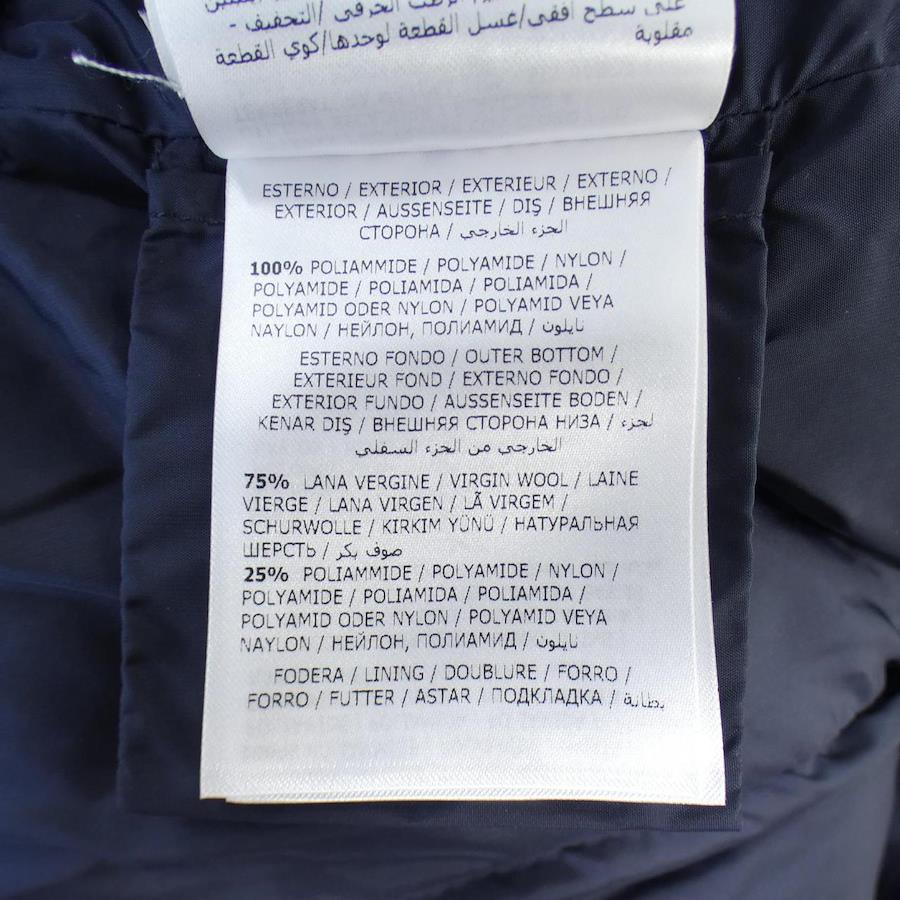 على سطح أفقي/غسل القطعة لوحدها/كوي القطعة
مقلوبة
ESTERNO / EXTERIOR / EXTERIEUR / EXTERNO /
EXTERIOR / AUSSENSEITE / DIŞ / ВНЕШНЯЯ
СТОРОНА / الجزء الخارجي
100% POLIAMMIDE / POLYAMIDE / NYLON /
POLYAMIDE / POLIAMIDA / POLIAMIDA /
POLYAMID ODER NYLON / POLYAMID VEYA
NAYLON / НЕЙЛОН, ПОЛИАМИД / نايلون
ESTERNO FONDO / OUTER BOTTOM /
EXTERIEUR FOND / EXTERNO FONDO /
EXTERIOR FUNDO / AUSSENSEITE BODEN /
KENAR DIŞ / ВНЕШНЯЯ СТОРОНА НИЗА / لجزء
الخارجي من الجزء السفلي
75% LANA VERGINE / VIRGIN WOOL / LAINE
VIERGE / LANA VIRGEN / LÃ VIRGEM /
SCHURWOLLE / KIRKIM YÜNÜ / НАТУРАЛЬНАЯ
ШЕРСТЬ / صوف بكر
25% POLIAMMIDE / POLYAMIDE / NYLON /
POLYAMIDE / POLIAMIDA / POLIAMIDA /
POLYAMID ODER NYLON / POLYAMID VEYA
NAYLON / НЕЙЛОН, ПОЛИАМИД / نايلون
FODERA / LINING / DOUBLURE / FORRO /
FORRO / FUTTER / ASTAR / ПОДКЛАДКА / بطانة